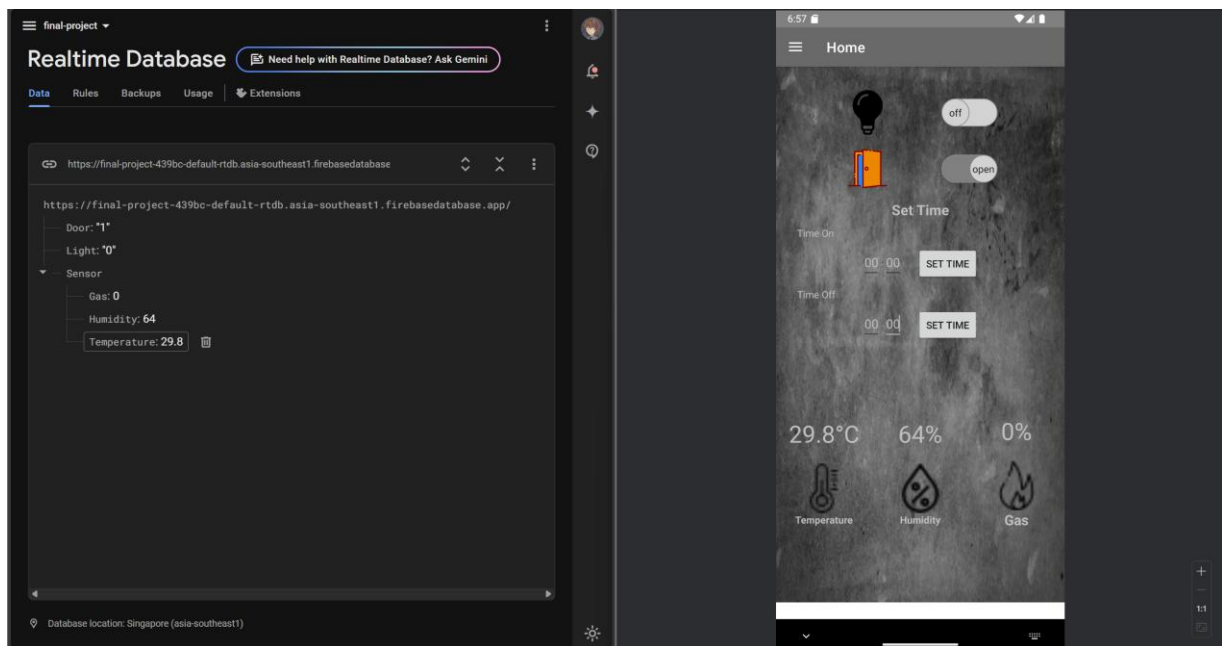 final-project
Realtime Database
Need help with Realtime Database? Ask Gemini
Data Rules Backups Usage Extensions
https://final-project-439bc-default-rtdb.asia-southeast1.firebasedatabase
https://final-project-439bc-default-rtdb.asia-southeast1.firebasedatabase.app/
Door: "1"
Light: "0"
Sensor
Gas: 0
Humidity: 64
Temperature: 29.8
Database location: Singapore (asia-southeast1)
6:57
Home
off
open
Set Time
Time On
00 00 SET TIME
Time Off
00 00 SET TIME
29.8°C 64% 0%
Temperature Humidity Gas
1:1